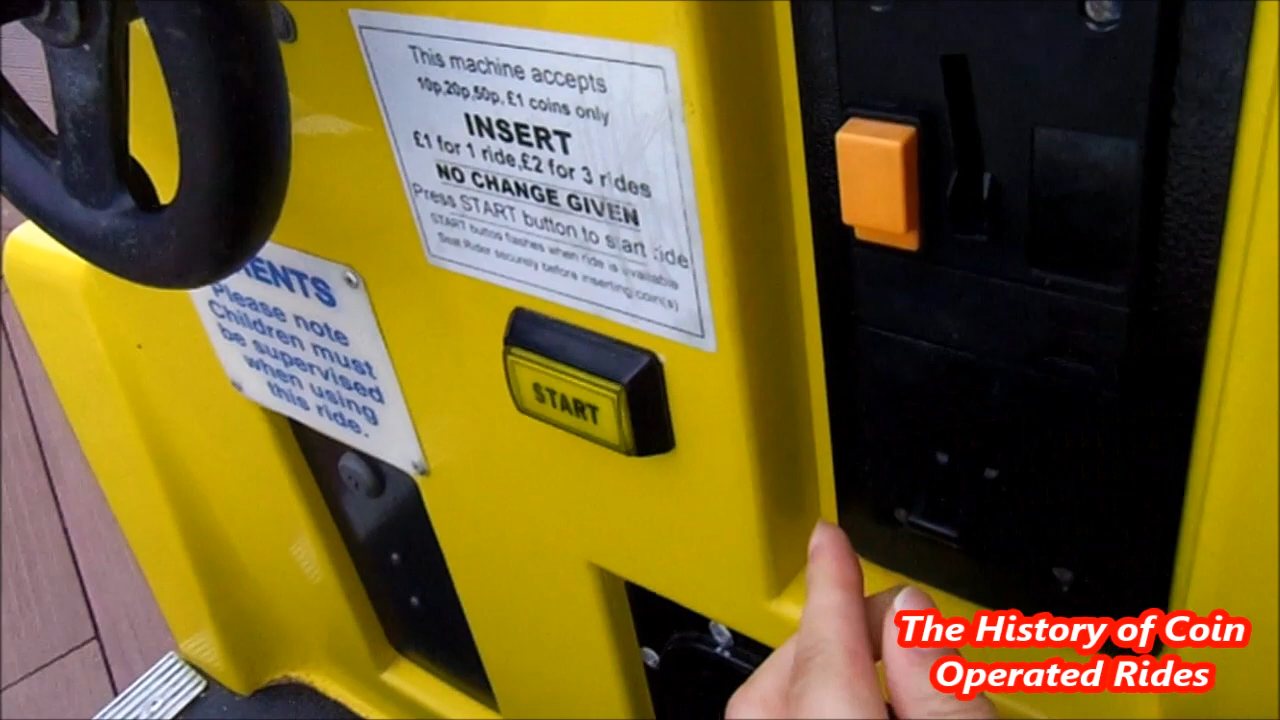 This machine accepts
10p,20p,50p, £1 coins only
INSERT
£1 for 1 ride,£2 for 3 rides
NO CHANGE GIVEN
Press START button to start ride
START button flashes when ride is available
Seat Rider securely before inserting coin(s)
MENTS
Please note
Children must
be supervised
when using
this ride.
START
The History of Coin
Operated Rides